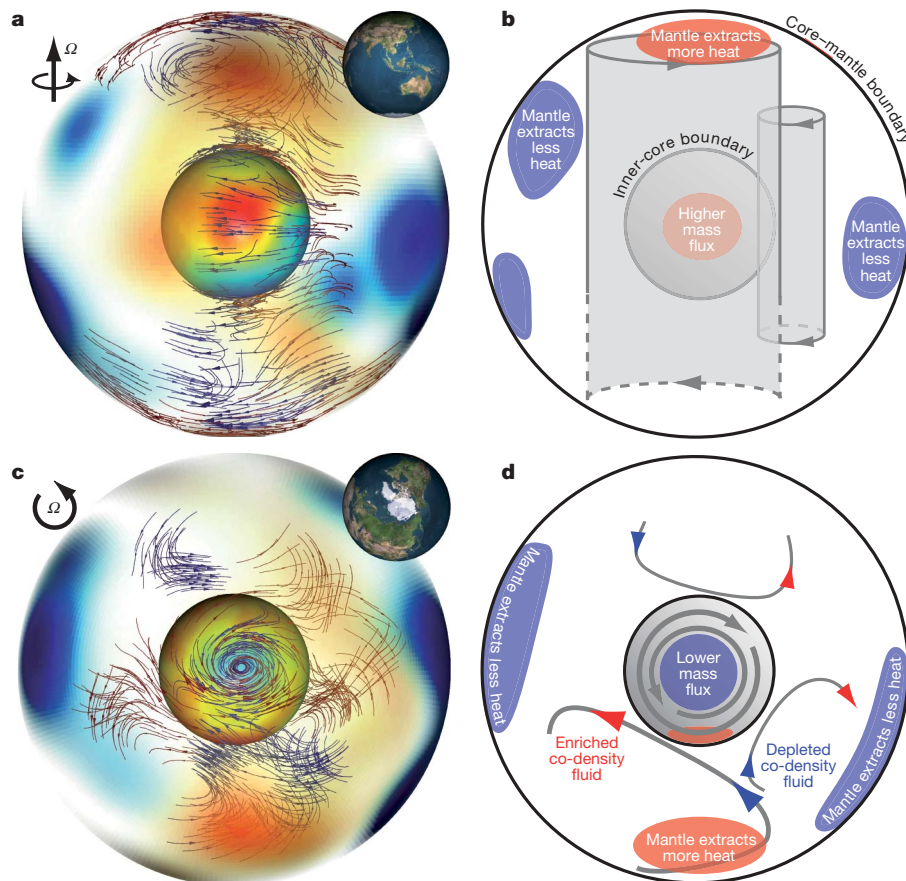 a
Ω
b
Mantle extracts
more heat
Core–mantle boundary
Mantle
extracts
less
heat
Inner-core boundary
Higher
mass
flux
Mantle
extracts
less
heat
c
Ω
d
Mantle extracts less heat
Lower
mass
flux
Enriched
co-density
fluid
Depleted
co-density
fluid
Mantle extracts less heat
Mantle extracts
more heat